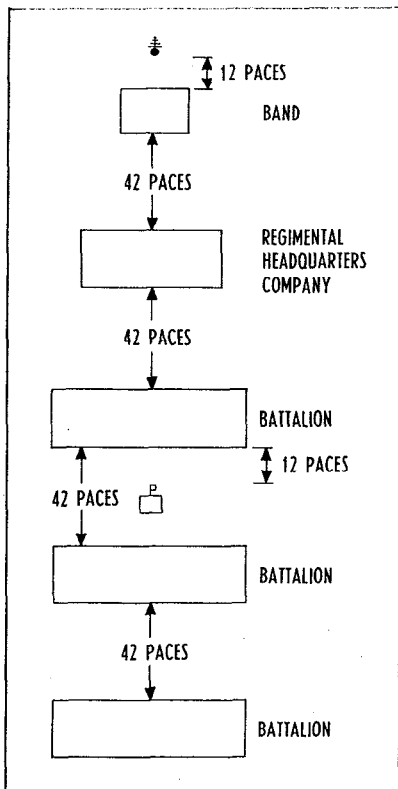 12 PACES
BAND
42 PACES
REGIMENTAL
HEADQUARTERS
COMPANY
42 PACES
BATTALION
12 PACES
42 PACES
BATTALION
42 PACES
BATTALION